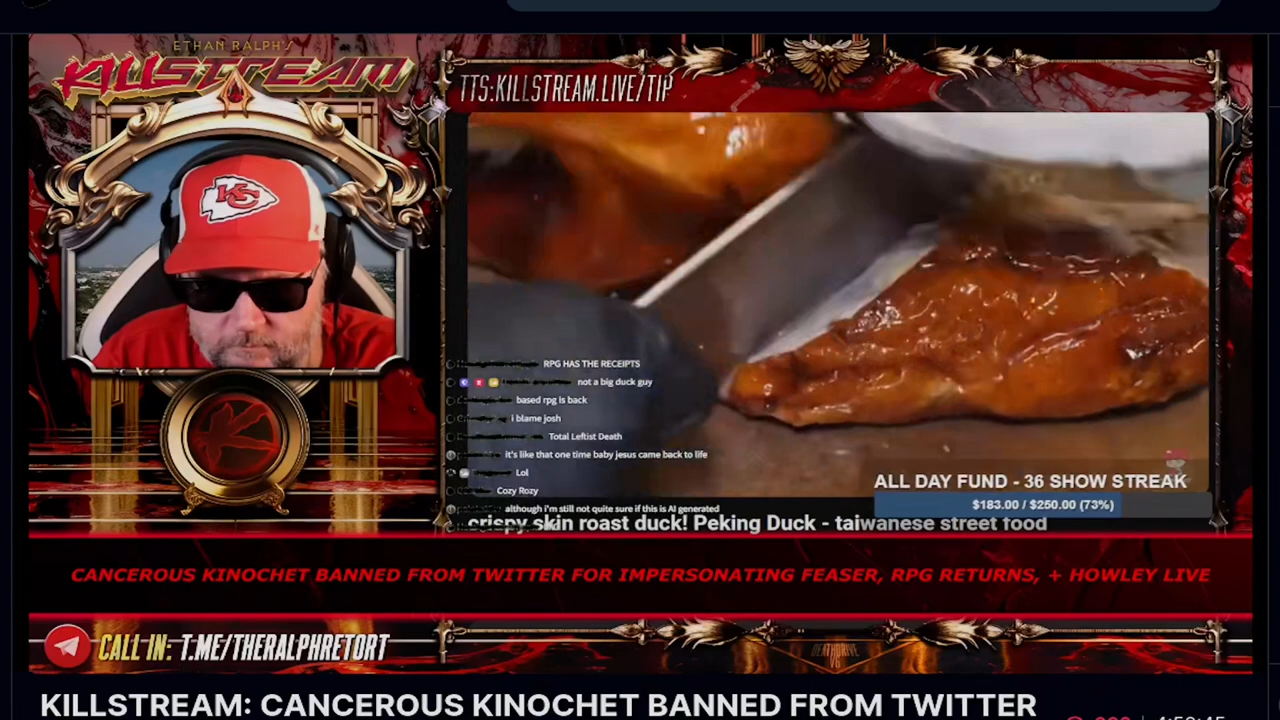 ETHAN RALPH'S
KILLSTREAM
TTS:KILLSTREAM.LIVE/TIP
KC
RPG HAS THE RECEIPTS
not a big duck guy
based rpg is back
i blame josh
Total Leftist Death
it's like that one time baby jesus came back to life
Lol
Cozy Rozy
although i'm still not quite sure if this is AI generated
ALL DAY FUND - 36 SHOW STREAK
$183.00 / $250.00 (73%)
crispy skin roast duck! Peking Duck - taiwanese street food
CANCEROUS KINOCHET BANNED FROM TWITTER FOR IMPERSONATING FEASER, RPG RETURNS, + HOWLEY LIVE
CALL IN: T.ME/THERALPHRETORT
DEATHDRIVE
VG
KILLSTREAM: CANCEROUS KINOCHET BANNED FROM TWITTER